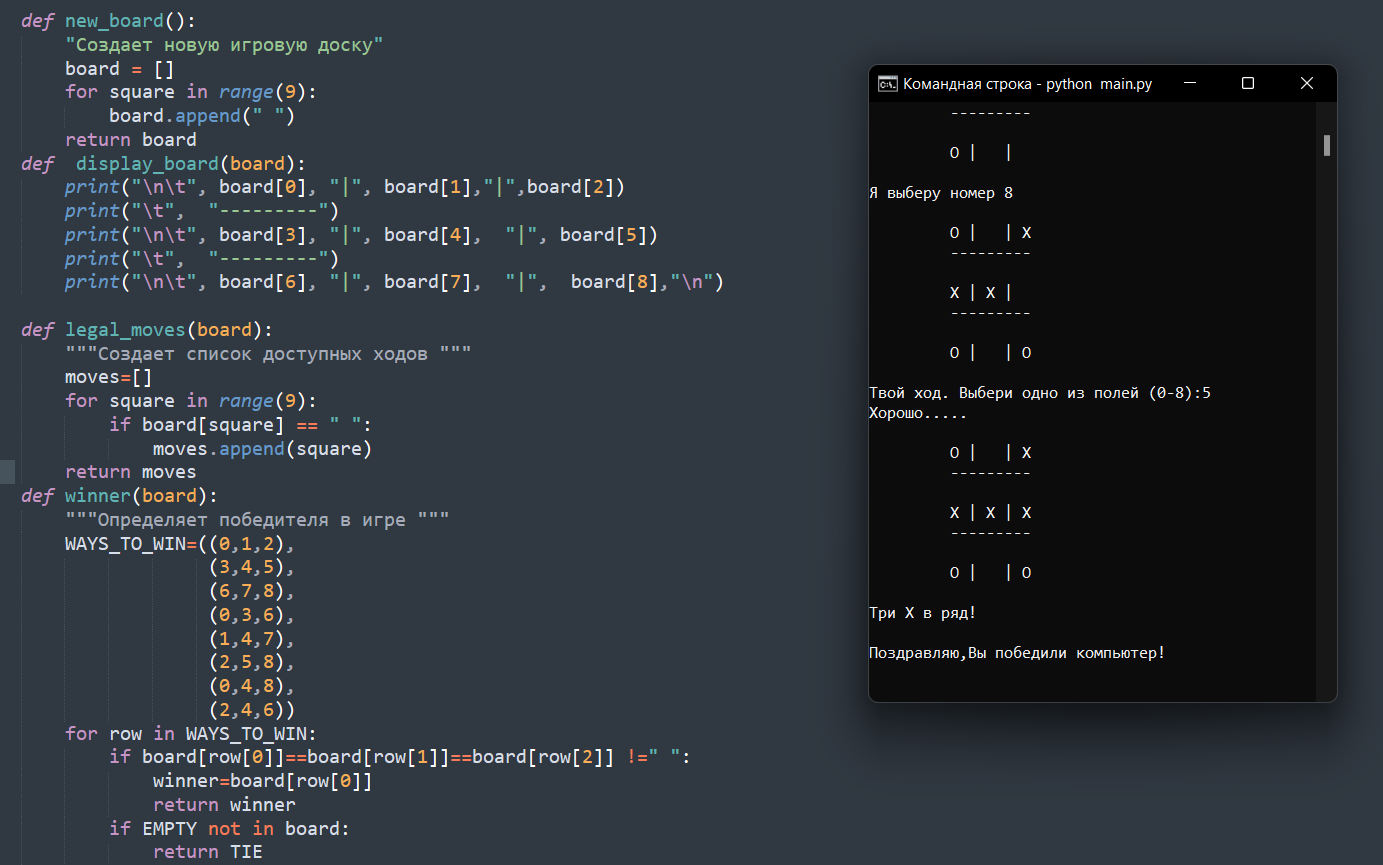 def new_board():
    "Создает новую игровую доску"
    board = []
    for square in range(9):
        board.append(" ")
    return board
def  display_board(board):
    print("\n\t", board[0], "|", board[1],"|",board[2])
    print("\t",  "---------")
    print("\n\t", board[3], "|", board[4],  "|", board[5])
    print("\t",  "---------")
    print("\n\t", board[6], "|", board[7],  "|",  board[8],"\n")
def legal_moves(board):
    """Создает список доступных ходов """
    moves=[]
    for square in range(9):
        if board[square] == " ":
            moves.append(square)
    return moves
def winner(board):
    """Определяет победителя в игре """
    WAYS_TO_WIN=((0,1,2),
                 (3,4,5),
                 (6,7,8),
                 (0,3,6),
                 (1,4,7),
                 (2,5,8),
                 (0,4,8),
                 (2,4,6))
    for row in WAYS_TO_WIN:
        if board[row[0]]==board[row[1]]==board[row[2]] !=" ":
            winner=board[row[0]]
            return winner
        if EMPTY not in board:
            return TIE
Командная строка - python  main.py
---------
O |   |
Я выберу номер 8
O |   | X
---------
X | X |
---------
O |   | O
Твой ход. Выбери одно из полей (0-8):5
Хорошо.....
O |   | X
---------
X | X | X
---------
O |   | O
Три X в ряд!
Поздравляю,Вы победили компьютер!